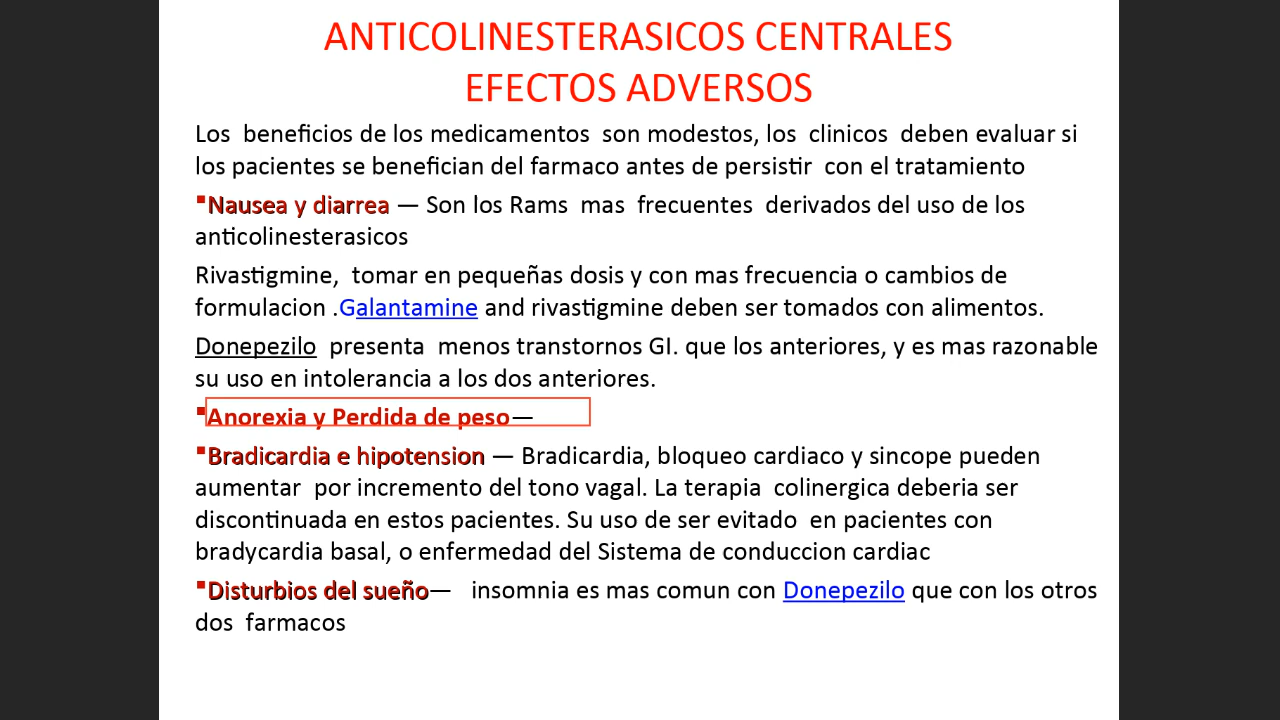 ANTICOLINESTERASICOS CENTRALES
EFECTOS ADVERSOS
Los beneficios de los medicamentos son modestos, los clinicos deben evaluar si
los pacientes se benefician del farmaco antes de persistir con el tratamiento
▪Nausea y diarrea — Son los Rams mas frecuentes derivados del uso de los
anticolinesterasicos
Rivastigmine, tomar en pequeñas dosis y con mas frecuencia o cambios de
formulacion .Galantamine and rivastigmine deben ser tomados con alimentos.
Donepezilo presenta menos transtornos GI. que los anteriores, y es mas razonable
su uso en intolerancia a los dos anteriores.
▪Anorexia y Perdida de peso—
▪Bradicardia e hipotension — Bradicardia, bloqueo cardiaco y sincope pueden
aumentar por incremento del tono vagal. La terapia colinergica deberia ser
discontinuada en estos pacientes. Su uso de ser evitado en pacientes con
bradycardia basal, o enfermedad del Sistema de conduccion cardiac
▪Disturbios del sueño— insomnia es mas comun con Donepezilo que con los otros
dos farmacos